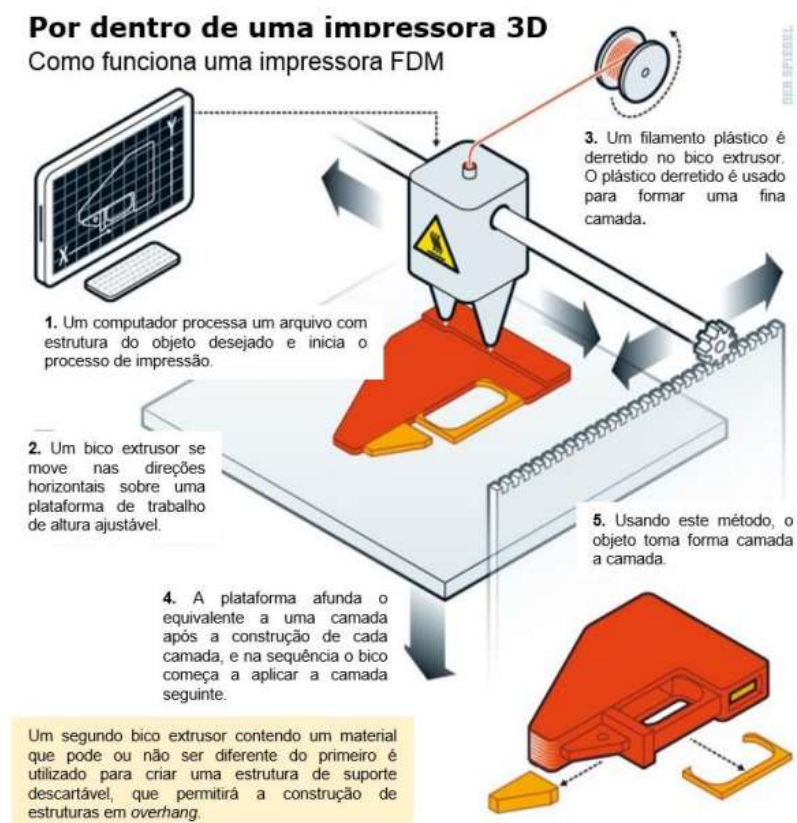 Por dentro de uma impressora 3D
Como funciona uma impressora FDM
DER SPIEGEL
3. Um filamento plástico é
derretido no bico extrusor.
O plástico derretido é usado
para formar uma fina
camada.
Y
X
1. Um computador processa um arquivo com
estrutura do objeto desejado e inicia o
processo de impressão.
2. Um bico extrusor se
move nas direções
horizontais sobre uma
plataforma de trabalho
de altura ajustável.
5. Usando este método, o
objeto toma forma camada
a camada.
4. A plataforma afunda o
equivalente a uma camada
após a construção de cada
camada, e na sequência o bico
começa a aplicar a camada
seguinte.
Um segundo bico extrusor contendo um material
que pode ou não ser diferente do primeiro é
utilizado para criar uma estrutura de suporte
descartável, que permitirá a construção de
estruturas em overhang.